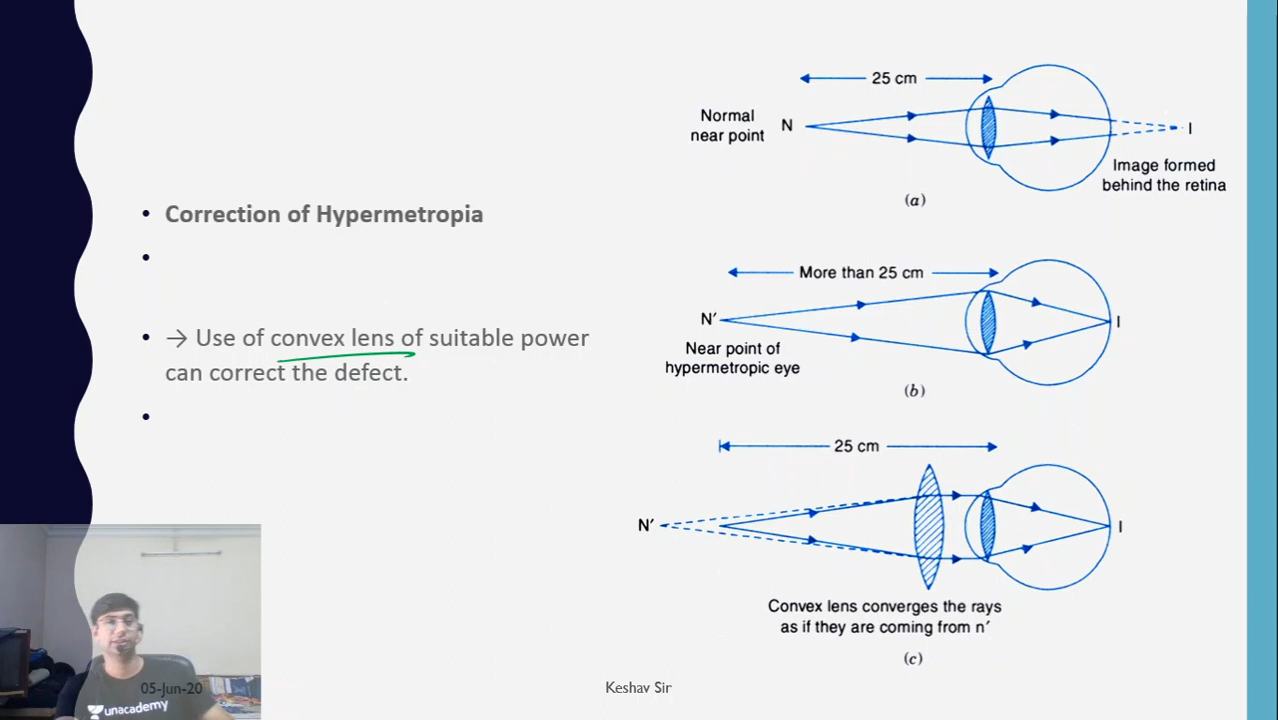 • Correction of Hypermetropia
•
• → Use of convex lens of suitable power
can correct the defect.
•
25 cm
Normal
near point
N
I
Image formed
behind the retina
(a)
More than 25 cm
N′
I
Near point of
hypermetropic eye
(b)
25 cm
N′
I
Convex lens converges the rays
as if they are coming from n′
(c)
05-Jun-20
Keshav Sir
unacademy